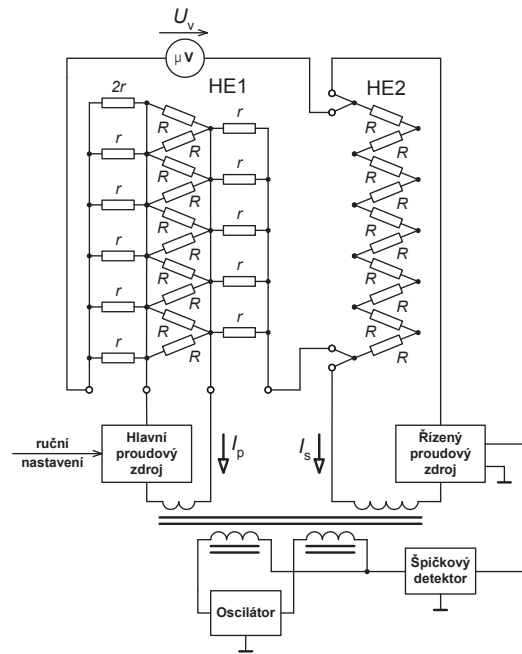 U_v
μV
HE1
HE2
2r
r
R R
R R
r
r
R R
R R
r
r
R R
R R
r
r
R R
R R
r
r
R R
R R
r
ruční
nastavení
Hlavní
proudový
zdroj
I_p
I_s
Řízený
proudový
zdroj
Oscilátor
Špičkový
detektor